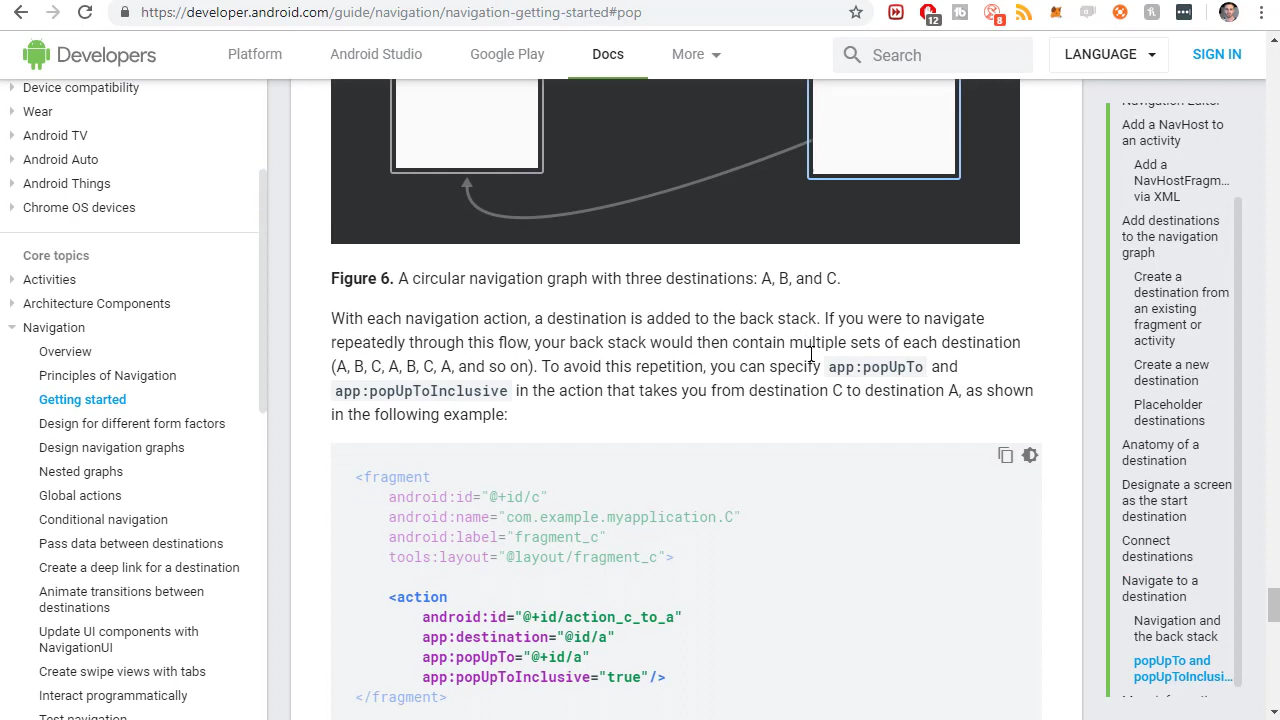 https://developer.android.com/guide/navigation/navigation-getting-started#pop
12
8
Developers
Platform
Android Studio
Google Play
Docs
More
Search
LANGUAGE
SIGN IN
Device compatibility
Wear
Android TV
Android Auto
Android Things
Chrome OS devices
Core topics
Activities
Architecture Components
Navigation
Overview
Principles of Navigation
Getting started
Design for different form factors
Design navigation graphs
Nested graphs
Global actions
Conditional navigation
Pass data between destinations
Create a deep link for a destination
Animate transitions between
destinations
Update UI components with
NavigationUI
Create swipe views with tabs
Interact programmatically
Test navigation
Figure 6. A circular navigation graph with three destinations: A, B, and C.
With each navigation action, a destination is added to the back stack. If you were to navigate
repeatedly through this flow, your back stack would then contain multiple sets of each destination
(A, B, C, A, B, C, A, and so on). To avoid this repetition, you can specify app:popUpTo and
app:popUpToInclusive in the action that takes you from destination C to destination A, as shown
in the following example:
<fragment
android:id="@+id/c"
android:name="com.example.myapplication.C"
android:label="fragment_c"
tools:layout="@layout/fragment_c">
<action
android:id="@+id/action_c_to_a"
app:destination="@id/a"
app:popUpTo="@+id/a"
app:popUpToInclusive="true"/>
</fragment>
Navigation Editor
Add a NavHost to
an activity
Add a
NavHostFragm...
via XML
Add destinations
to the navigation
graph
Create a
destination from
an existing
fragment or
activity
Create a new
destination
Placeholder
destinations
Anatomy of a
destination
Designate a screen
as the start
destination
Connect
destinations
Navigate to a
destination
Navigation and
the back stack
popUpTo and
popUpToInclusi...